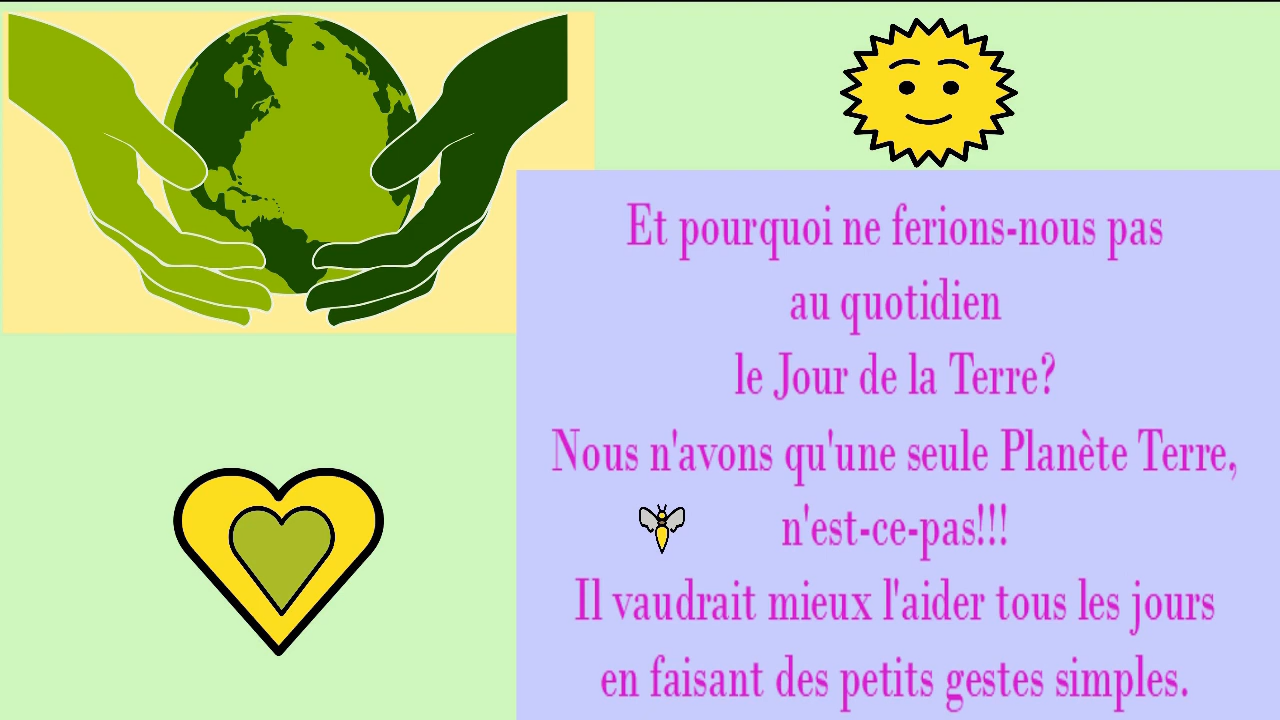 Et pourquoi ne ferions-nous pas
au quotidien
le Jour de la Terre?
Nous n'avons qu'une seule Planète Terre,
n'est-ce-pas!!!
Il vaudrait mieux l'aider tous les jours
en faisant des petits gestes simples.